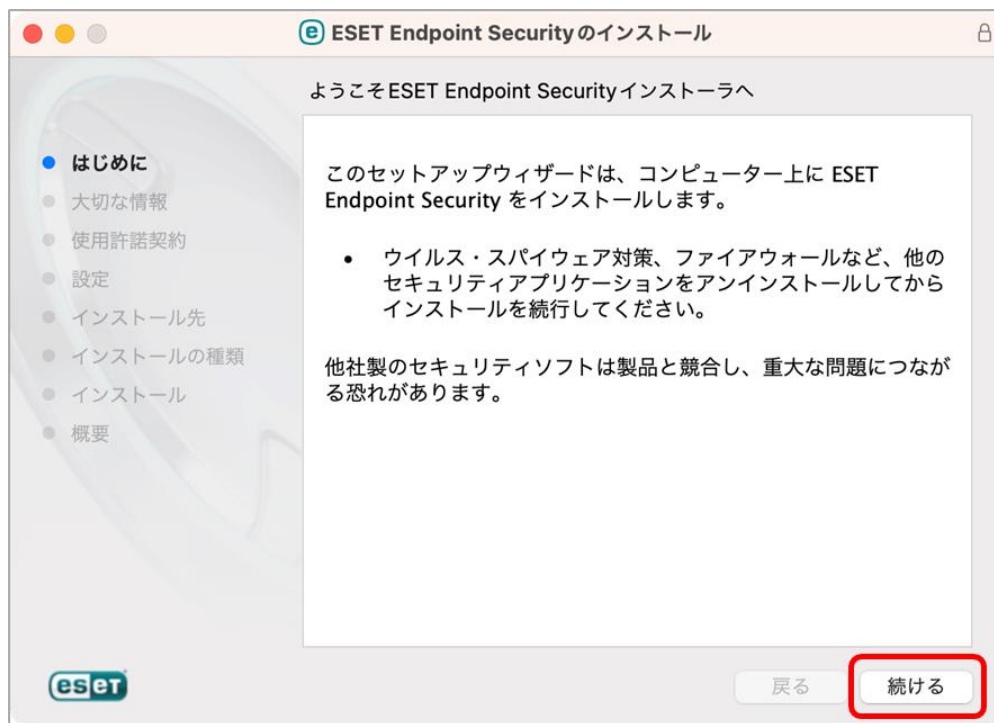 ESET Endpoint Securityのインストール
ようこそESET Endpoint Securityインストーラへ
はじめに
大切な情報
使用許諾契約
設定
インストール先
インストールの種類
インストール
概要
このセットアップウィザードは、コンピューター上に ESET
Endpoint Security をインストールします。
• ウイルス・スパイウェア対策、ファイアウォールなど、他の
セキュリティアプリケーションをアンインストールしてから
インストールを続行してください。
他社製のセキュリティソフトは製品と競合し、重大な問題につなが
る恐れがあります。
eseT
戻る
続ける